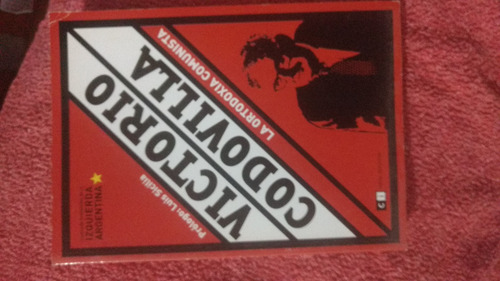 Prólogo: Luis Sicilia
VICTORIO
CODOVILLA
LA ORTODOXIA COMUNISTA
IZQUIERDA
ARGENTINA